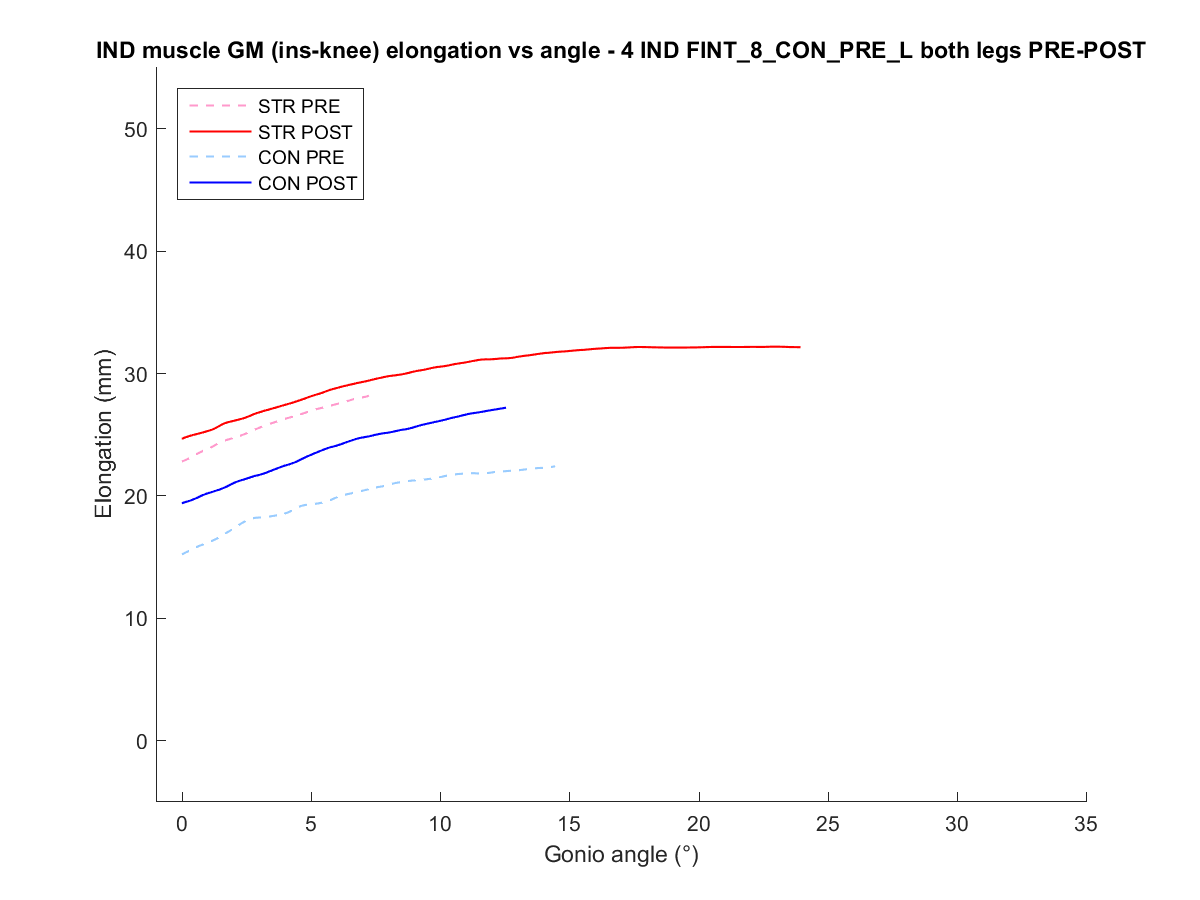 IND muscle GM (ins-knee) elongation vs angle - 4 IND FINT_8_CON_PRE_L both legs PRE-POST
STR PRE
STR POST
CON PRE
CON POST
50
40
30
20
10
0
Elongation (mm)
0 5 10 15 20 25 30 35
Gonio angle (°)